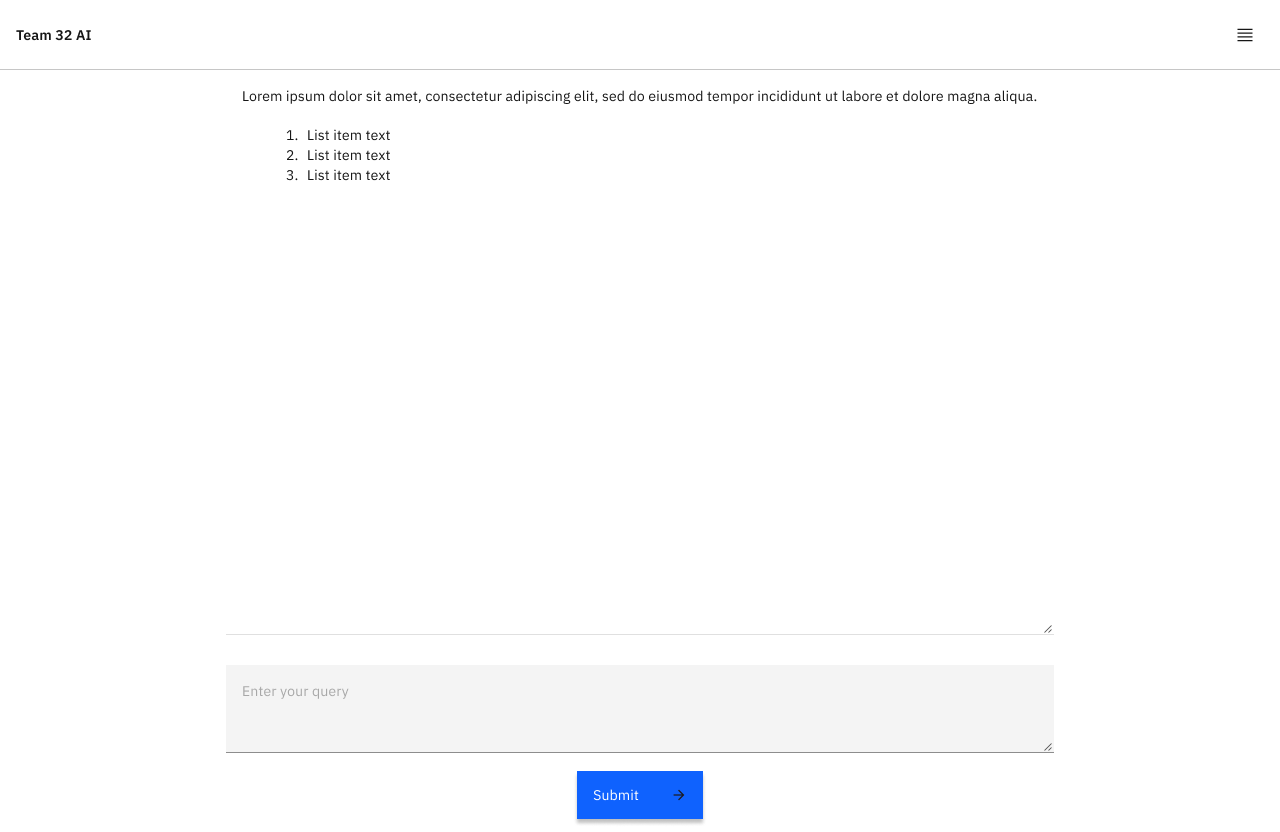 Team 32 AI
Lorem ipsum dolor sit amet, consectetur adipiscing elit, sed do eiusmod tempor incididunt ut labore et dolore magna aliqua.
1. List item text
2. List item text
3. List item text
Enter your query
Submit